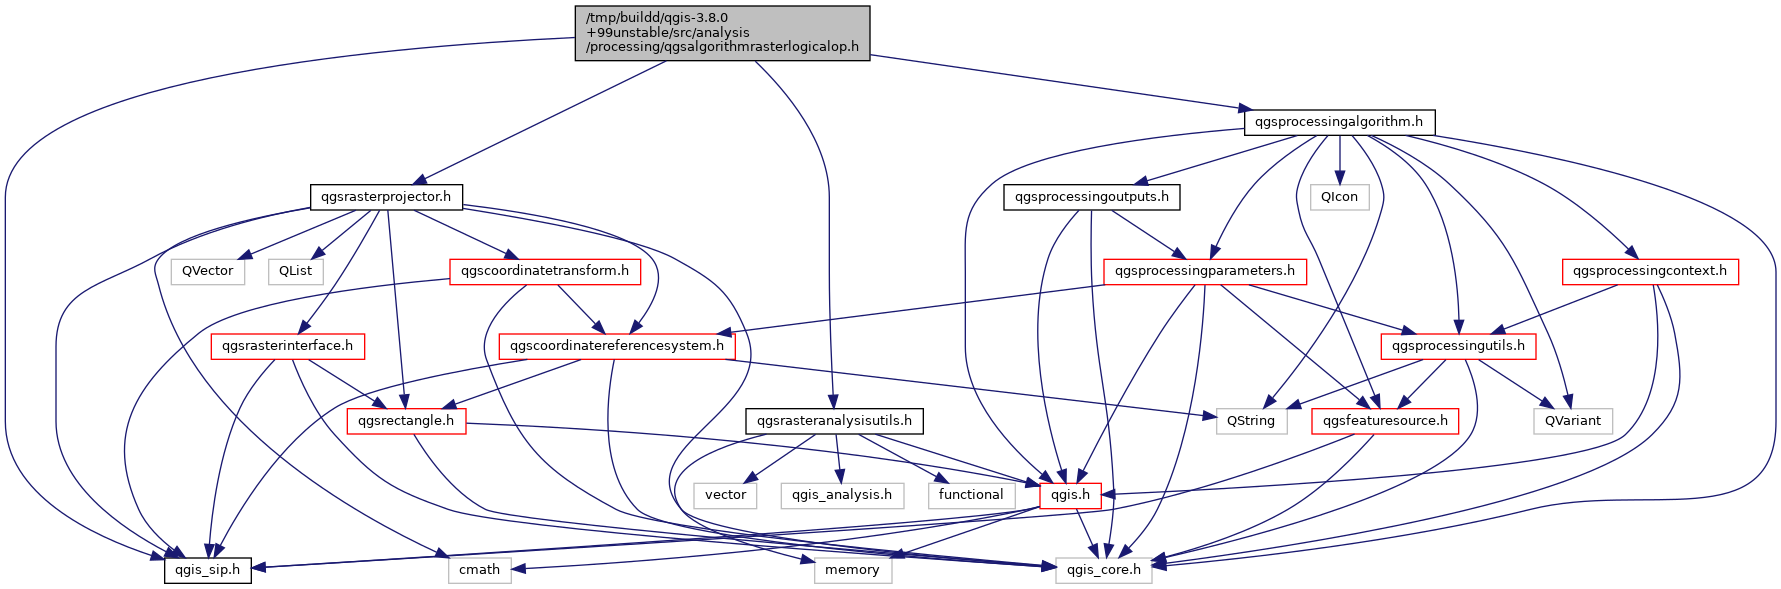 /tmp/buildd/qgis-3.8.0
+99unstable/src/analysis
/processing/qgsalgorithmrasterlogicalop.h
qgsprocessingalgorithm.h
qgsrasterprojector.h
qgsprocessingoutputs.h
QIcon
QVector
QList
qgscoordinatetransform.h
qgsprocessingparameters.h
qgsprocessingcontext.h
qgsrasterinterface.h
qgscoordinatereferencesystem.h
qgsprocessingutils.h
qgsrectangle.h
qgsrasteranalysisutils.h
QString
qgsfeaturesource.h
QVariant
vector
qgis_analysis.h
functional
qgis.h
qgis_sip.h
cmath
memory
qgis_core.h